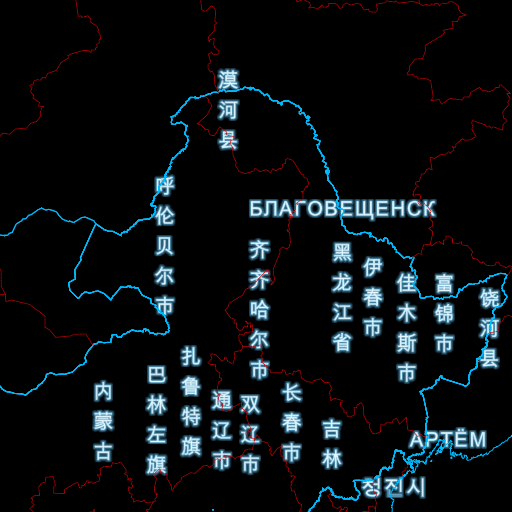 漠河县
呼伦贝尔市
БЛАГОВЕЩЕНСК
齐齐哈尔市
黑龙江省
伊春市
佳木斯市
富锦市
饶河县
内蒙古
巴林左旗
扎鲁特旗
通辽市
双辽市
长春市
吉林
АРТЁМ
청진시